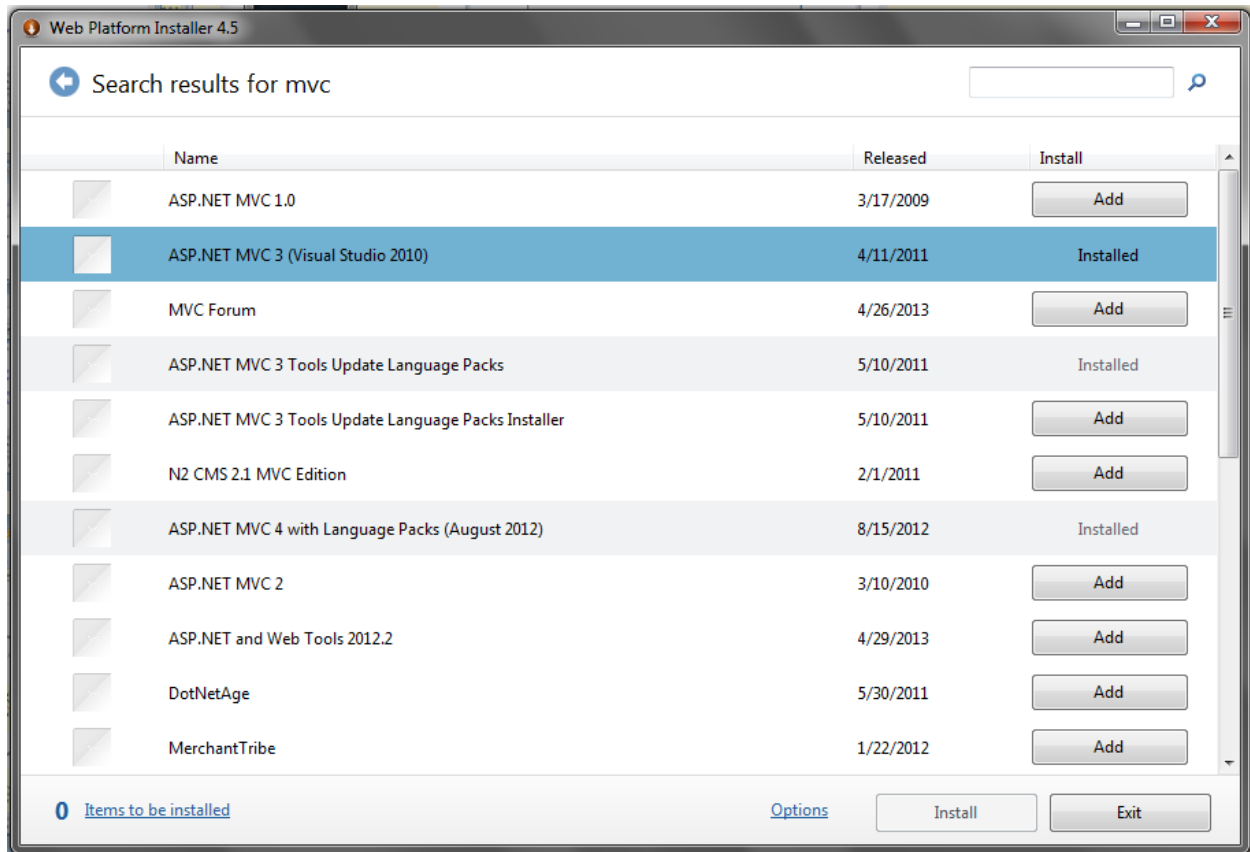 Web Platform Installer 4.5
Search results for mvc
Name Released Install
ASP.NET MVC 1.0 3/17/2009 Add
ASP.NET MVC 3 (Visual Studio 2010) 4/11/2011 Installed
MVC Forum 4/26/2013 Add
ASP.NET MVC 3 Tools Update Language Packs 5/10/2011 Installed
ASP.NET MVC 3 Tools Update Language Packs Installer 5/10/2011 Add
N2 CMS 2.1 MVC Edition 2/1/2011 Add
ASP.NET MVC 4 with Language Packs (August 2012) 8/15/2012 Installed
ASP.NET MVC 2 3/10/2010 Add
ASP.NET and Web Tools 2012.2 4/29/2013 Add
DotNetAge 5/30/2011 Add
MerchantTribe 1/22/2012 Add
0 Items to be installed Options Install Exit